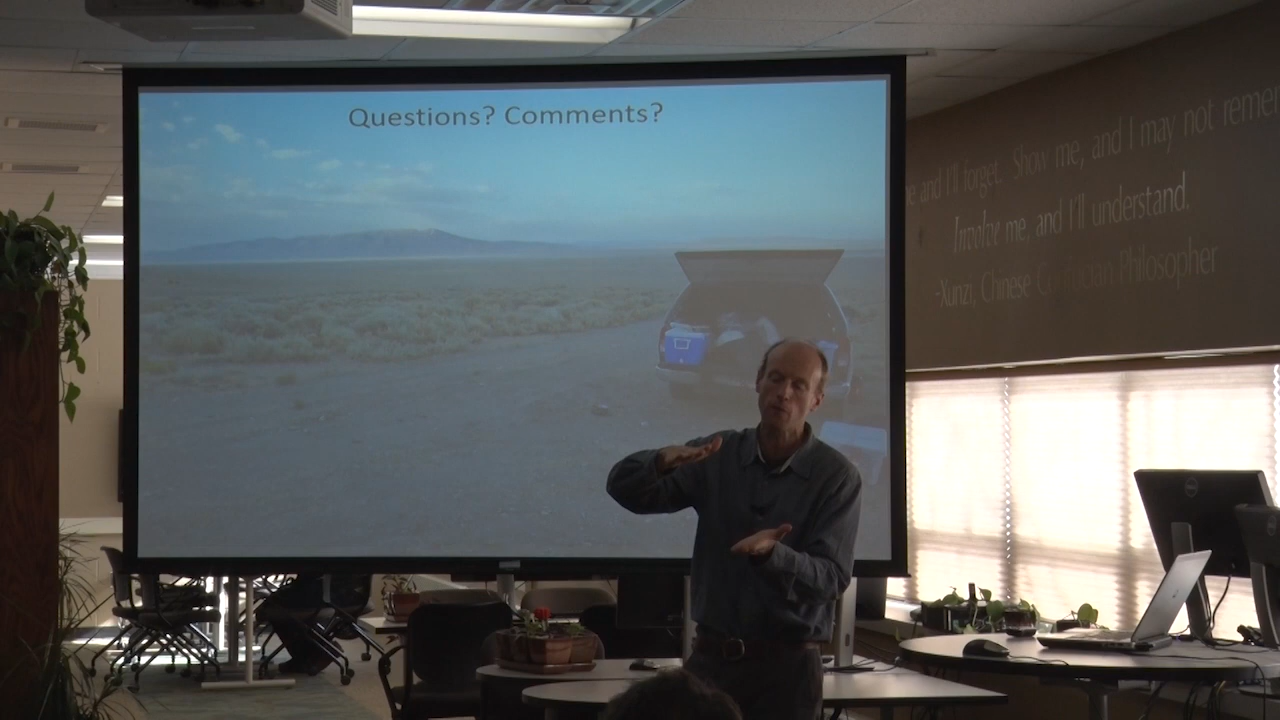 Questions? Comments?
e and I'll forget. Show me, and I may not reme
Involve me, and I'll understand.
-Xunzi, Chinese Confucian Philosopher